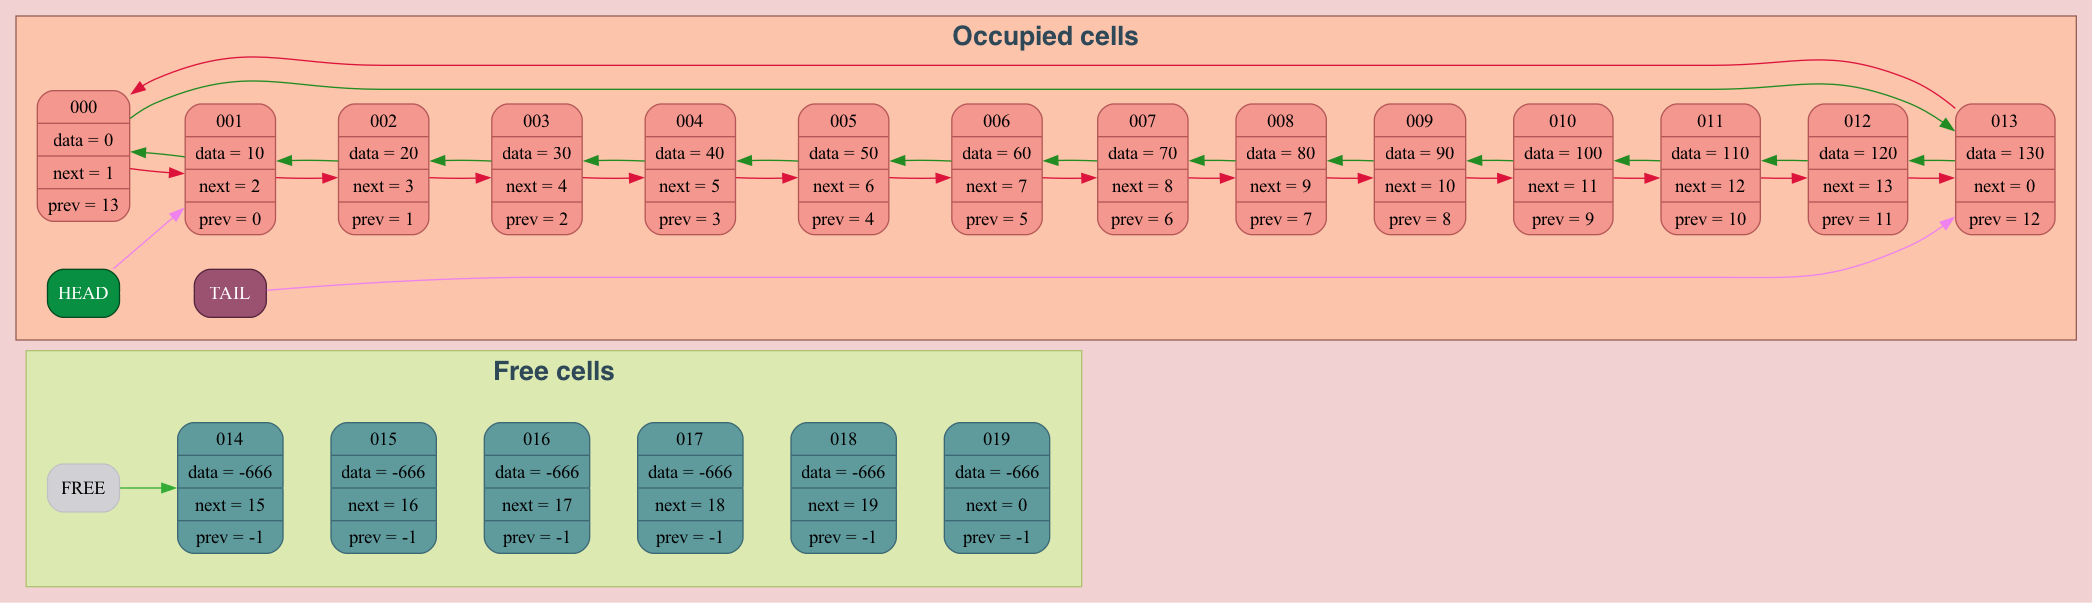 Occupied cells
000
data = 0
next = 1
prev = 13
001
data = 10
next = 2
prev = 0
002
data = 20
next = 3
prev = 1
003
data = 30
next = 4
prev = 2
004
data = 40
next = 5
prev = 3
005
data = 50
next = 6
prev = 4
006
data = 60
next = 7
prev = 5
007
data = 70
next = 8
prev = 6
008
data = 80
next = 9
prev = 7
009
data = 90
next = 10
prev = 8
010
data = 100
next = 11
prev = 9
011
data = 110
next = 12
prev = 10
012
data = 120
next = 13
prev = 11
013
data = 130
next = 0
prev = 12
HEAD
TAIL
Free cells
FREE
014
data = -666
next = 15
prev = -1
015
data = -666
next = 16
prev = -1
016
data = -666
next = 17
prev = -1
017
data = -666
next = 18
prev = -1
018
data = -666
next = 19
prev = -1
019
data = -666
next = 0
prev = -1